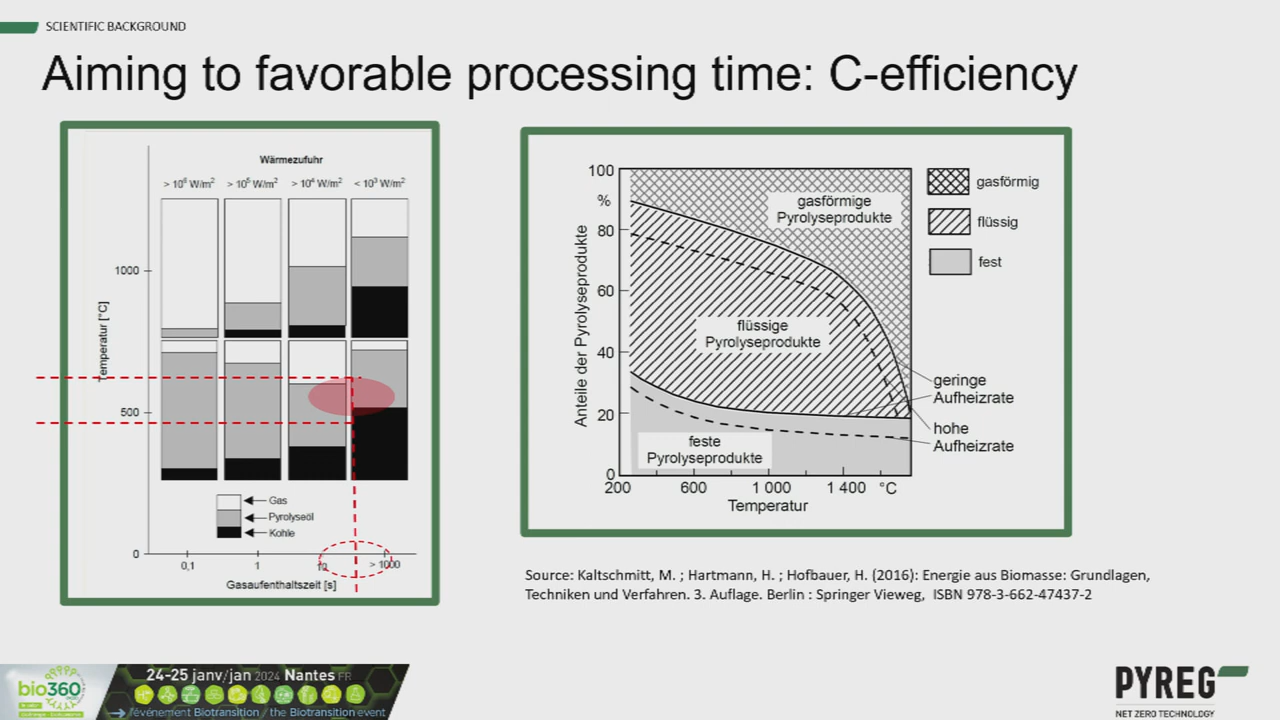 SCIENTIFIC BACKGROUND
Aiming to favorable processing time: C-efficiency
Wärmezufuhr
> 10⁶ W/m² > 10⁵ W/m² > 10⁴ W/m² < 10³ W/m²
1000
Temperatur [°C]
500
Gas
Pyrolyseöl
Kohle
0
0,1 1 10 > 1000
Gasaufenthaltszeit [s]
100
%
80
60
40
20
0
Anteile der Pyrolyseprodukte
gasförmige
Pyrolyseprodukte
flüssige
Pyrolyseprodukte
feste
Pyrolyseprodukte
200 600 1 000 1 400 °C
Temperatur
gasförmig
flüssig
fest
geringe
Aufheizrate
hohe
Aufheizrate
Source: Kaltschmitt, M. ; Hartmann, H. ; Hofbauer, H. (2016): Energie aus Biomasse: Grundlagen,
Techniken und Verfahren. 3. Auflage. Berlin : Springer Vieweg, ISBN 978-3-662-47437-2
bio360
24-25 janv/jan 2024 Nantes FR
l'événement Biotransition / the Biotransition event
PYREG
NET ZERO TECHNOLOGY